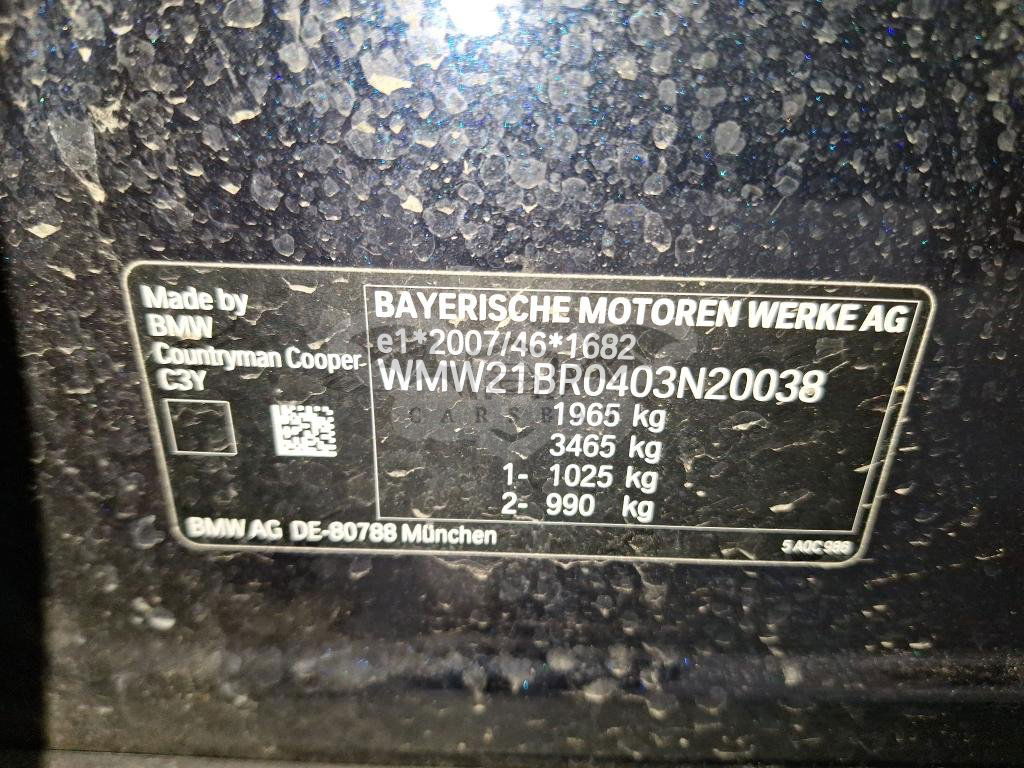 Made by
BMW
Countryman Cooper-
C3Y
BAYERISCHE MOTOREN WERKE AG
e1*2007/46*1682
WMW21BR0403N20038
1965 kg
3465 kg
1- 1025 kg
2- 990 kg
BMW AG DE-80788 München
CARS